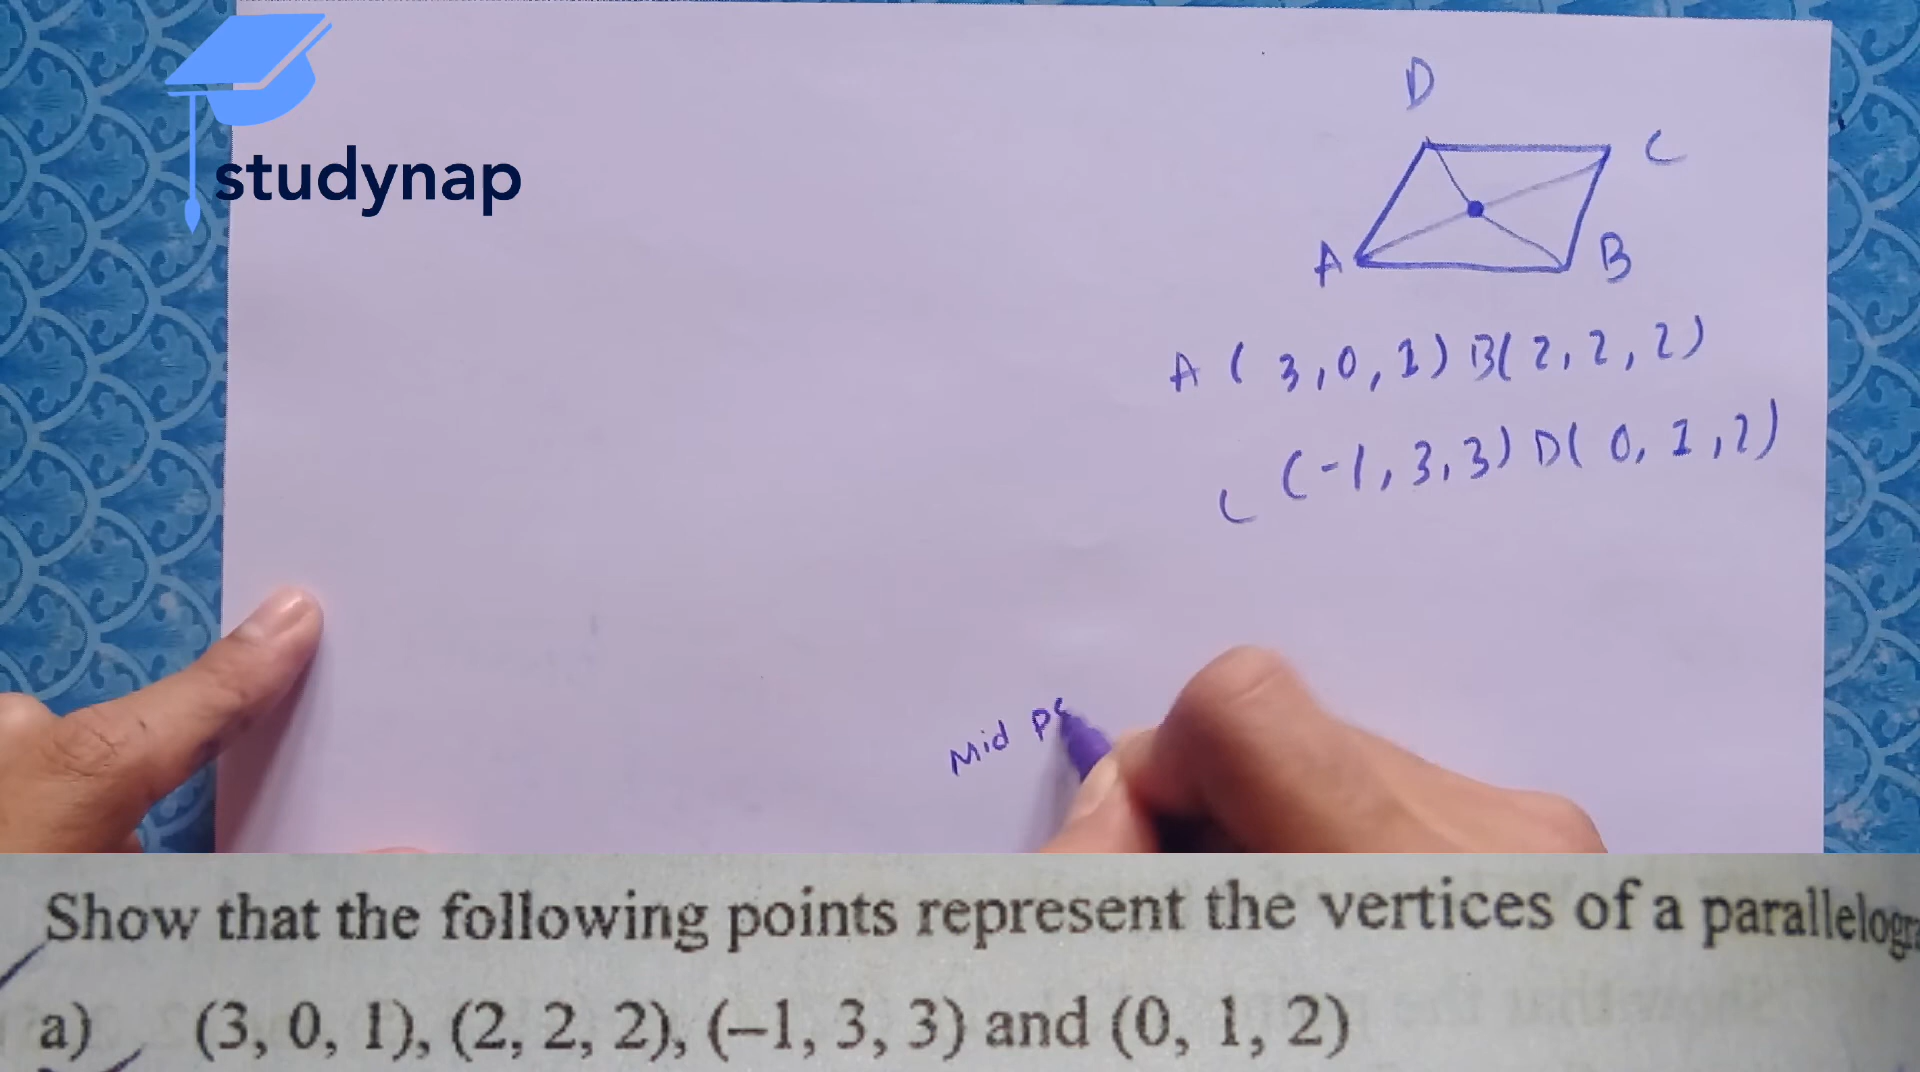 studynap
D
C
A
B
A ( 3,0,1) B( 2,2,2)
C (-1,3,3) D( 0,1,2)
Mid
Show that the following points represent the vertices of a
a) (3, 0, 1), (2, 2, 2), (–1, 3, 3) and (0, 1, 2)